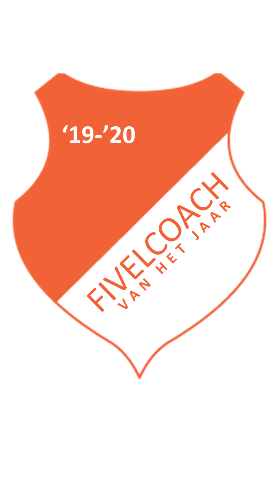 ‘19-’20
FIVELCOACH
VAN HET JAAR